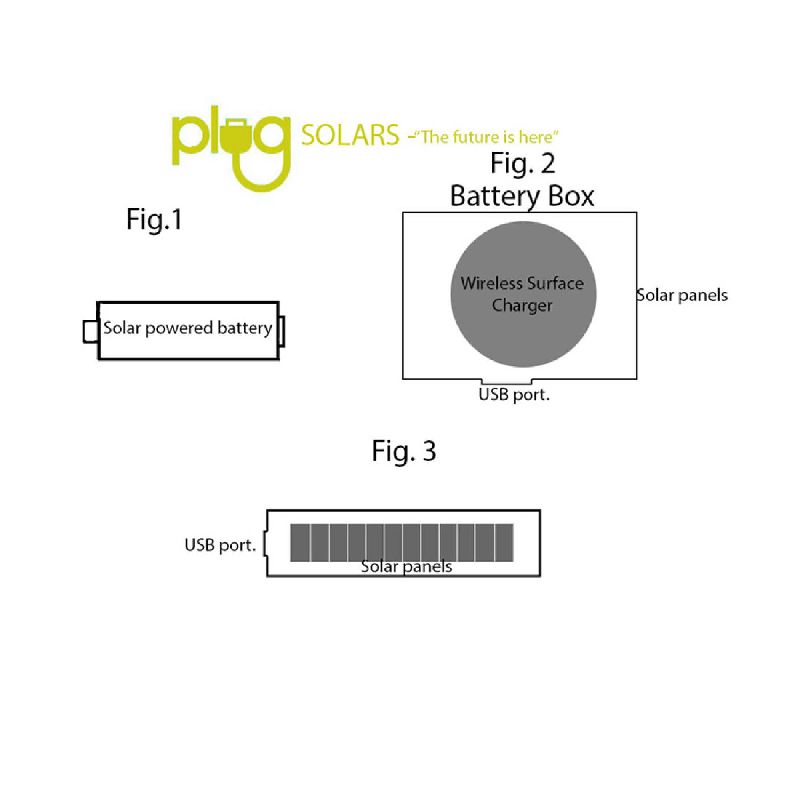 plug SOLARS -“The future is here”
Fig. 2
Battery Box
Fig.1
Wireless Surface
Charger
Solar panels
Solar powered battery
USB port.
Fig. 3
USB port.
Solar panels